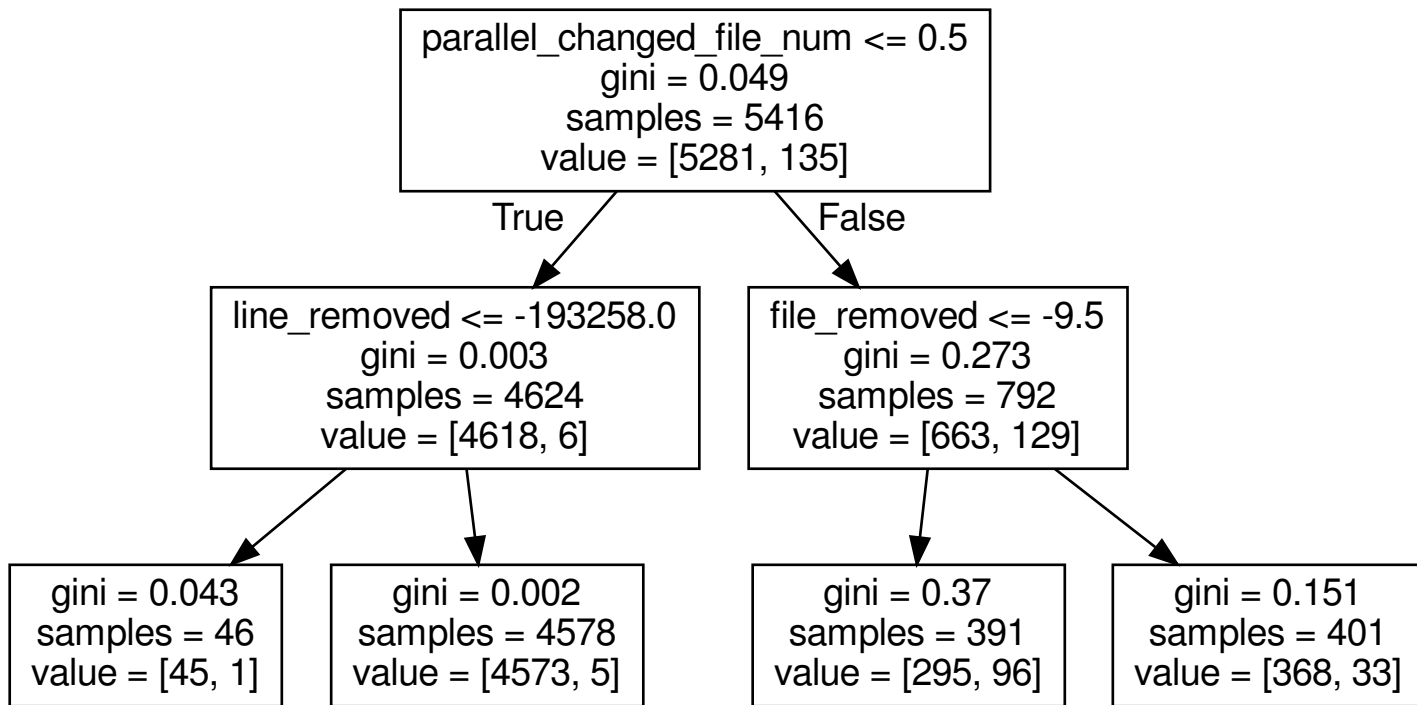 parallel_changed_file_num <= 0.5
gini = 0.049
samples = 5416
value = [5281, 135]
True
False
line_removed <= -193258.0
gini = 0.003
samples = 4624
value = [4618, 6]
file_removed <= -9.5
gini = 0.273
samples = 792
value = [663, 129]
gini = 0.043
samples = 46
value = [45, 1]
gini = 0.002
samples = 4578
value = [4573, 5]
gini = 0.37
samples = 391
value = [295, 96]
gini = 0.151
samples = 401
value = [368, 33]